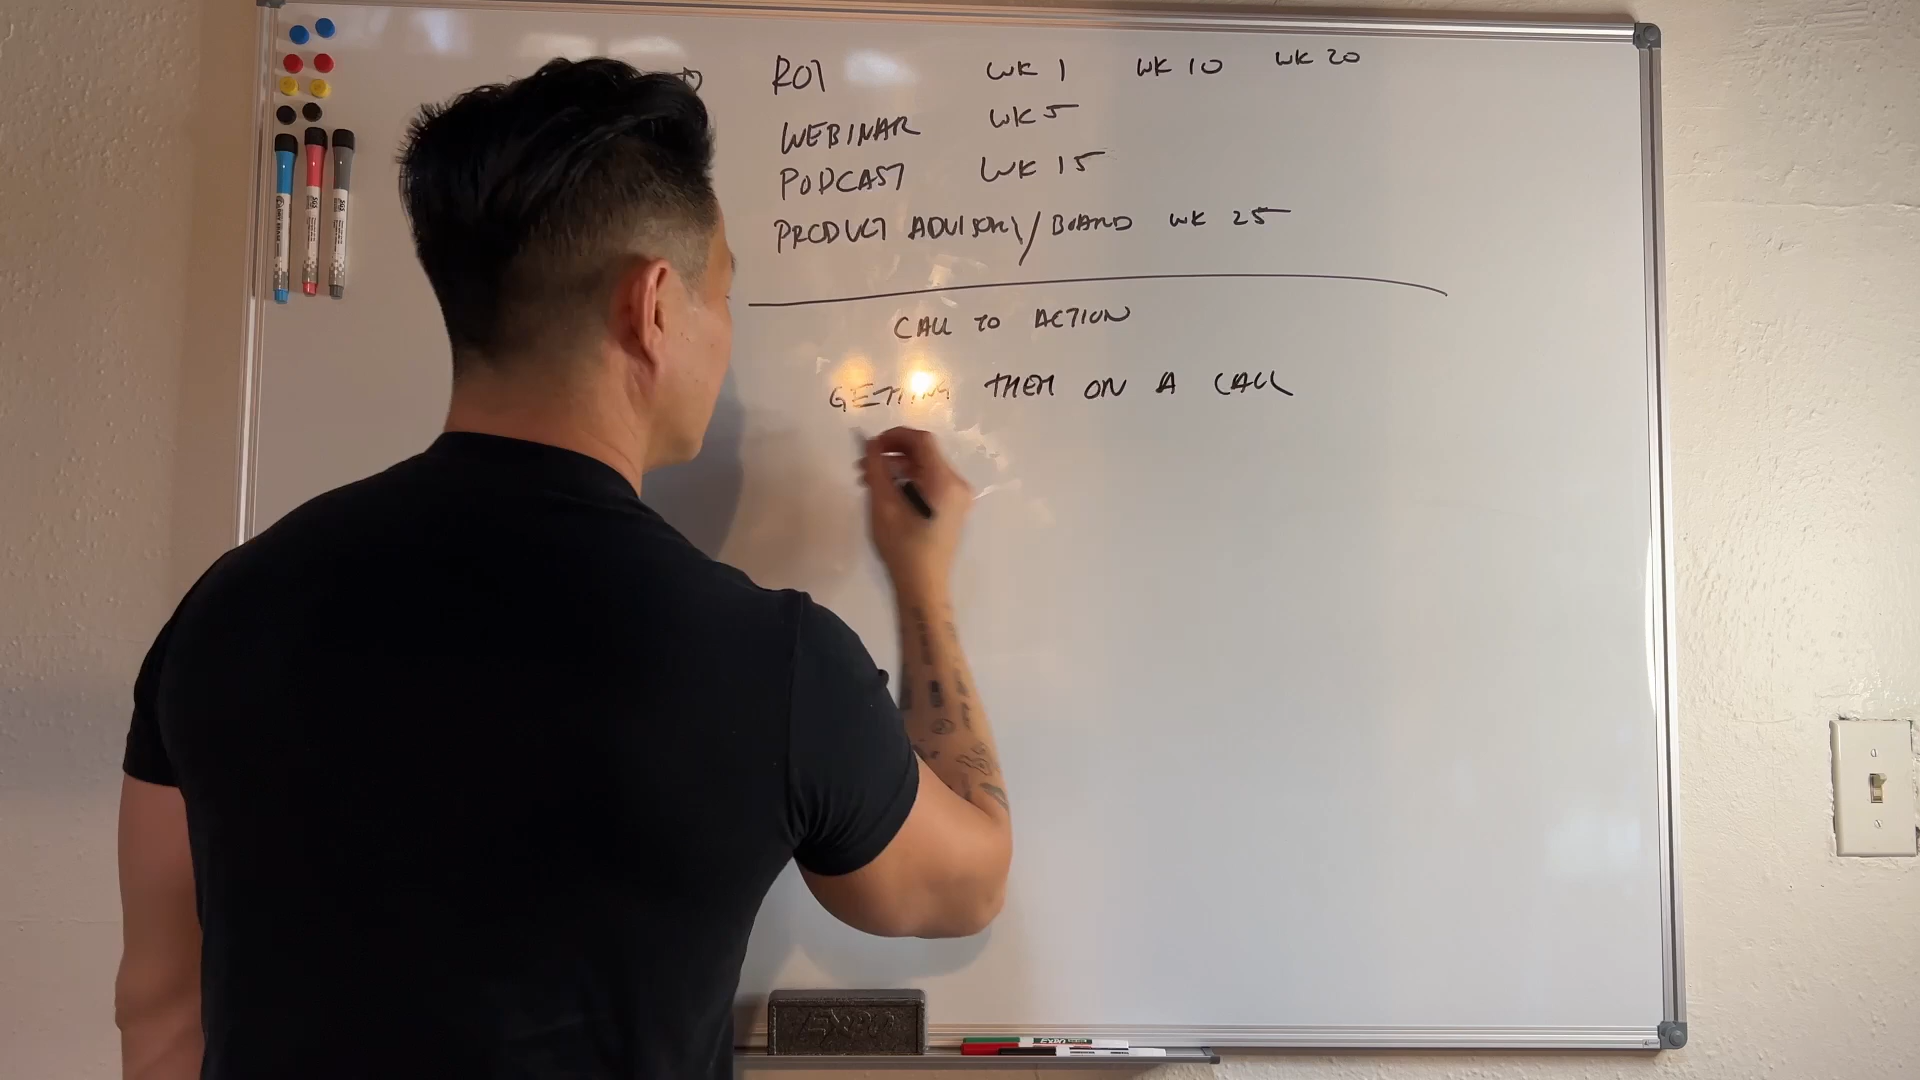 ROI WK 1 WK 10 WK 20
WEBINAR WK 5
PODCAST WK 15
PRODUCT ADVISORY/BOARD WK 25
CALL TO ACTION
GETTING THEM ON A CALL
EXPO